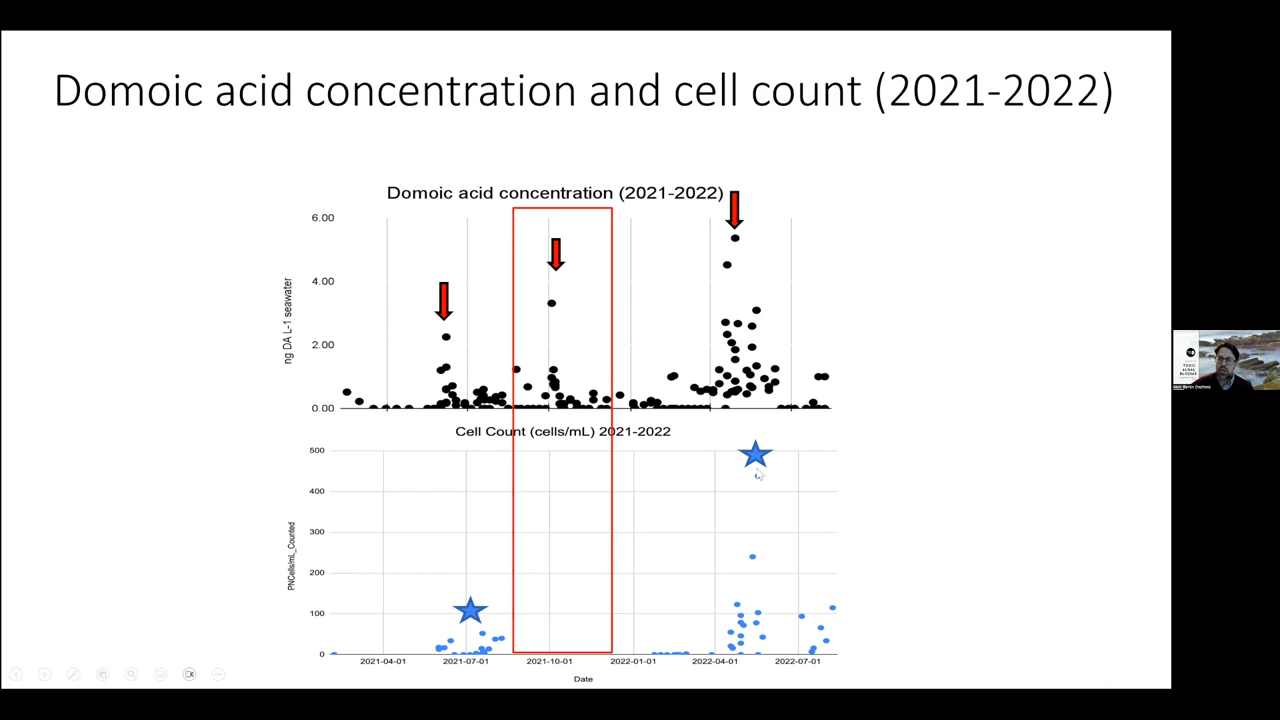 Domoic acid concentration and cell count (2021-2022)
Domoic acid concentration (2021-2022)
6.00
4.00
2.00
0.00
ng DA L-1 seawater
Cell Count (cells/mL) 2021-2022
500
400
300
200
100
0
PNCells/mL_Counted
2021-04-01
2021-07-01
2021-10-01
2022-01-01
2022-04-01
2022-07-01
Date
TOXIC
ALGAL
BLOOMS